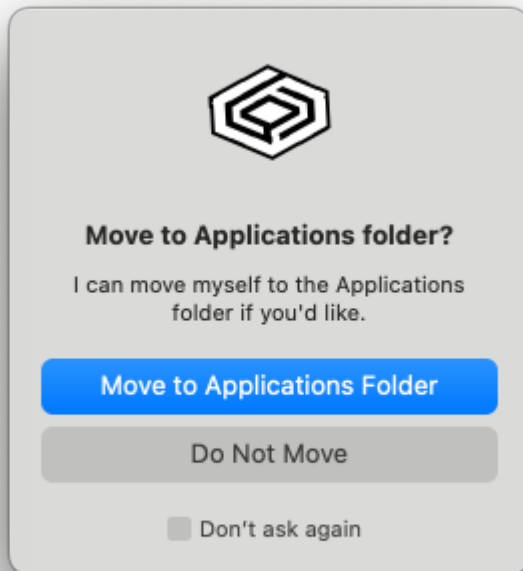 Move to Applications folder?
I can move myself to the Applications
folder if you'd like.
Move to Applications Folder
Do Not Move
Don't ask again